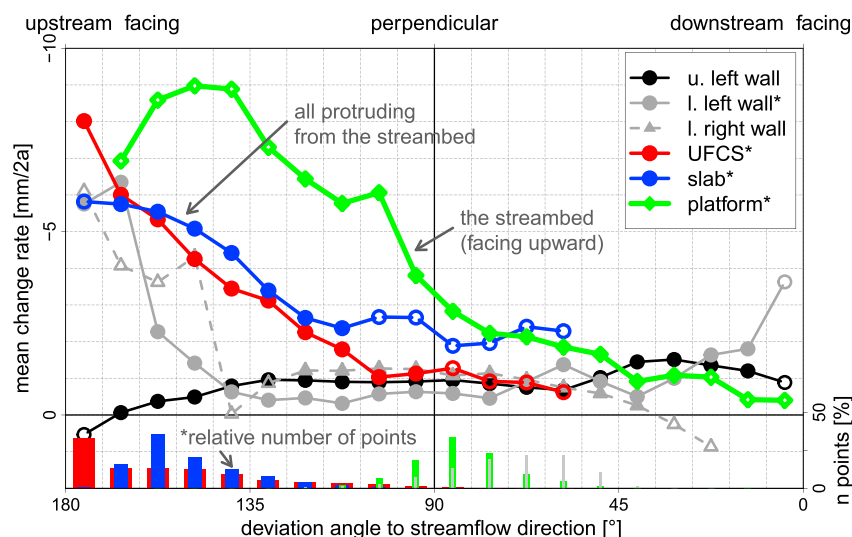 upstream facing
perpendicular
downstream facing
−10
−5
0
mean change rate [mm/2a]
all protruding
from the streambed
the streambed
(facing upward)
u. left wall
l. left wall*
l. right wall
UFCS*
slab*
platform*
*relative number of points
50
0
n points [%]
180
135
90
45
0
deviation angle to streamflow direction [°]